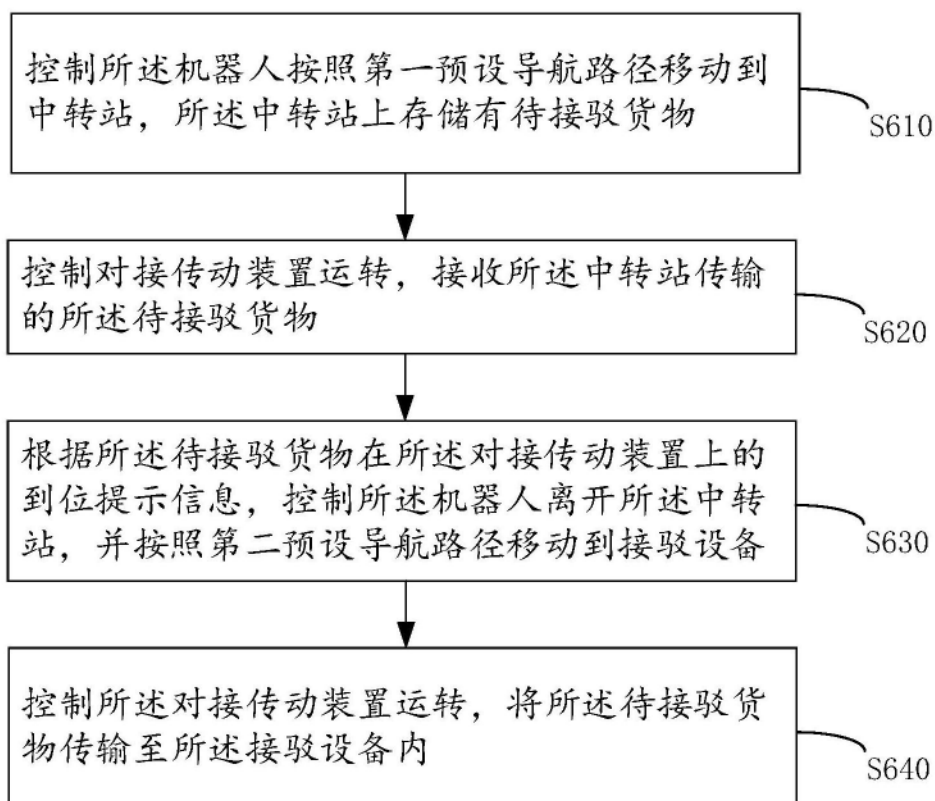 控制所述机器人按照第一预设导航路径移动到
中转站，所述中转站上存储有待接驳货物
S610
控制对接传动装置运转，接收所述中转站传输
的所述待接驳货物
S620
根据所述待接驳货物在所述对接传动装置上的
到位提示信息，控制所述机器人离开所述中转
站，并按照第二预设导航路径移动到接驳设备
S630
控制所述对接传动装置运转，将所述待接驳货
物传输至所述接驳设备内
S640